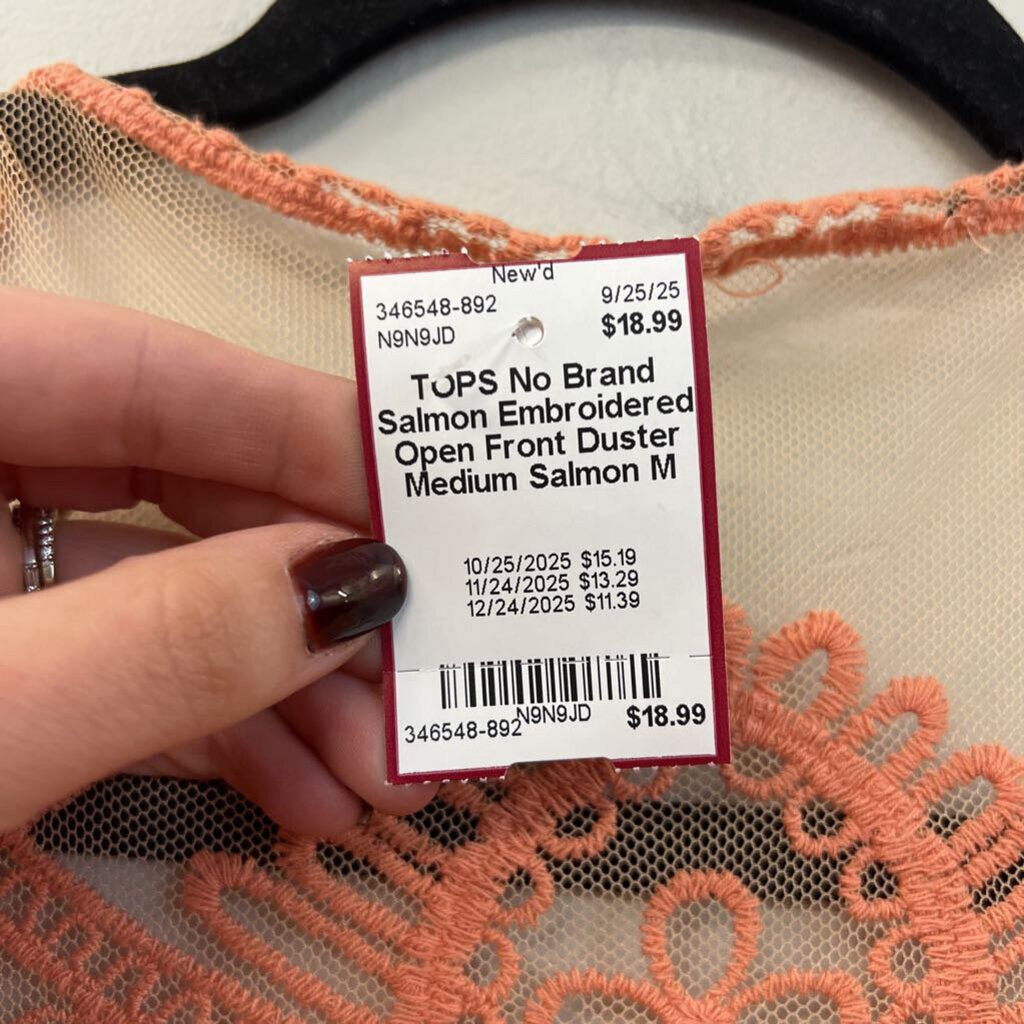 New'd
346548-892 9/25/25
N9N9JD $18.99
TOPS No Brand
Salmon Embroidered
Open Front Duster
Medium Salmon M
10/25/2025 $15.19
11/24/2025 $13.29
12/24/2025 $11.39
346548-892 N9N9JD $18.99